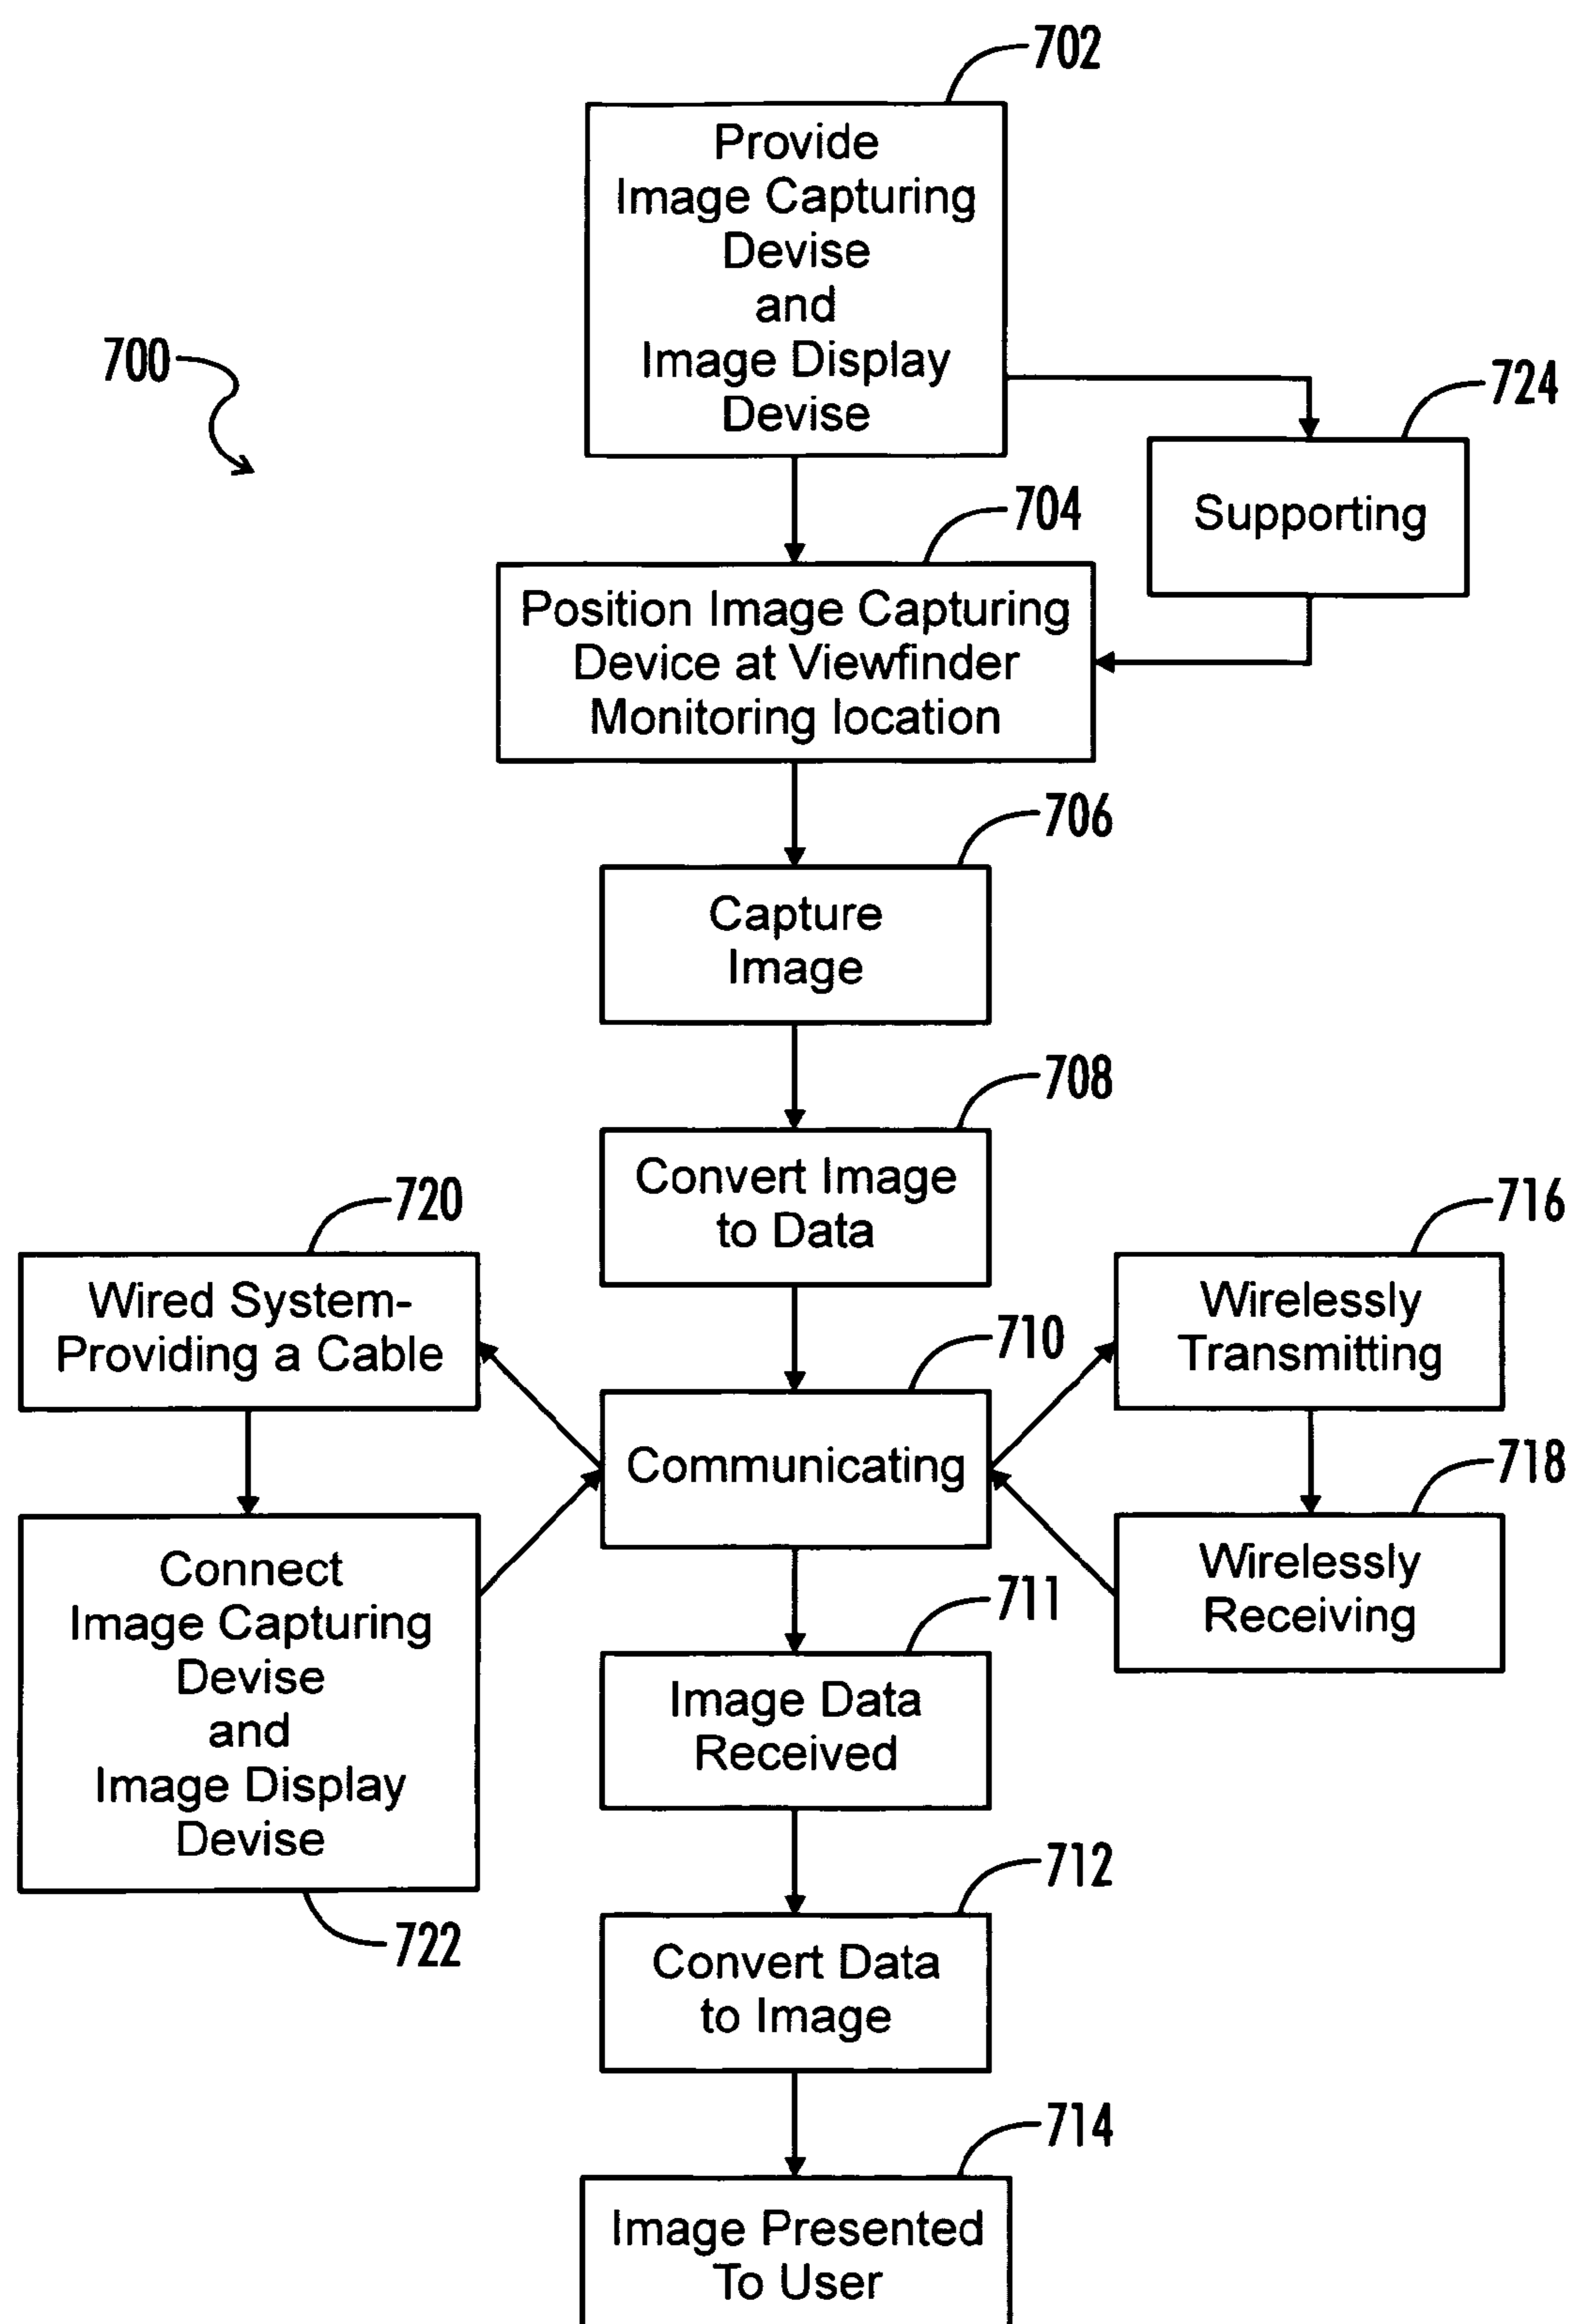 702
Provide
Image Capturing
Devise
and
Image Display
Devise
700
724
Supporting
704
Position Image Capturing
Device at Viewfinder
Monitoring location
706
Capture
Image
708
Convert Image
to Data
720
Wired System-
Providing a Cable
716
Wirelessly
Transmitting
710
Communicating
718
Wirelessly
Receiving
Connect
Image Capturing
Devise
and
Image Display
Devise
722
711
Image Data
Received
712
Convert Data
to Image
714
Image Presented
To User